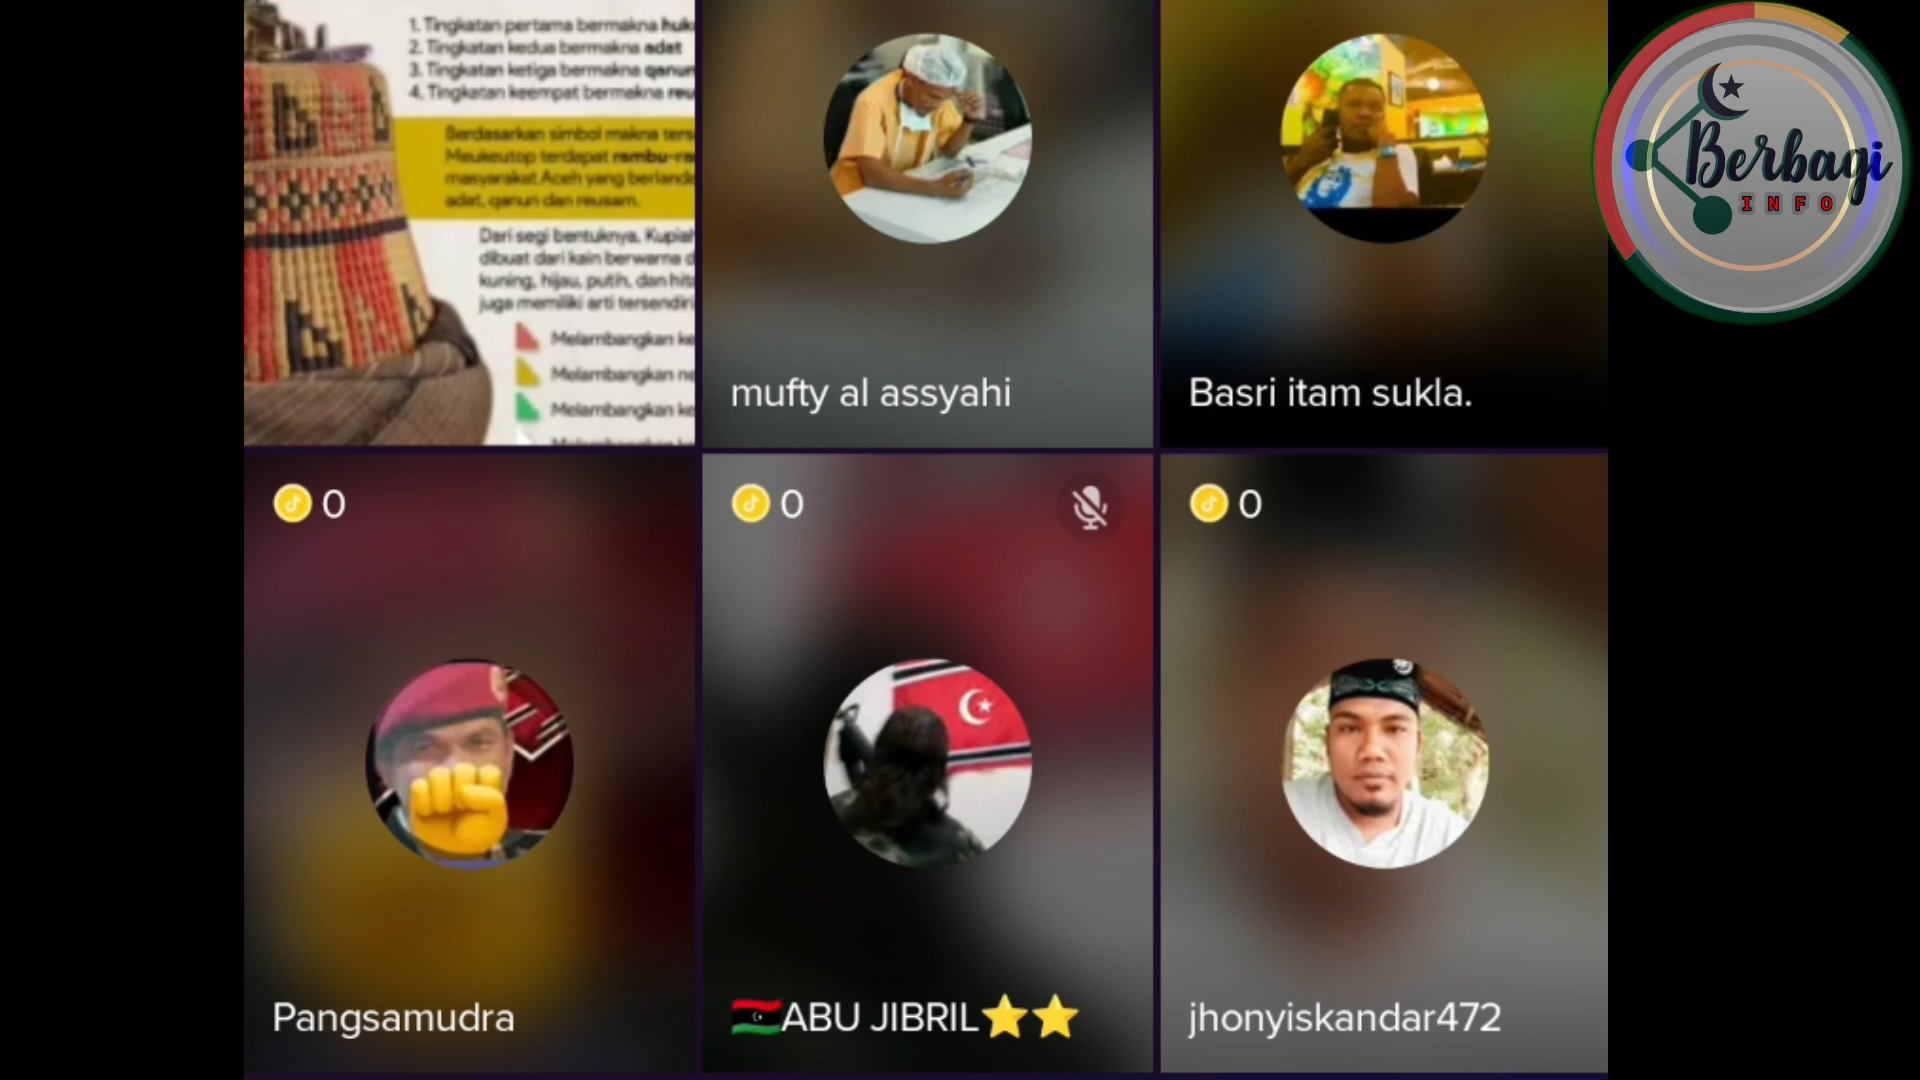 1. Tingkatan pertama bermakna
2. Tingkatan kedua bermakna adat
3. Tingkatan ketiga bermakna qanun
4. Tingkatan keempat bermakna
Berdasarkan simbol makna
Meukeutop terdapat
masyarakat Aceh yang
adat, qanun dan reusam.
Dari segi bentuknya, Kupiah
dibuat dari kain berwarna
kuning, hijau, putih, dan
juga memiliki arti tersendiri
Melambangkan
Melambangkan
Melambangkan
mufty al assyahi
Basri itam sukla.
Berbagi
INFO
0
0
0
Pangsamudra
🇱🇾ABU JIBRIL⭐⭐
jhonyiskandar472